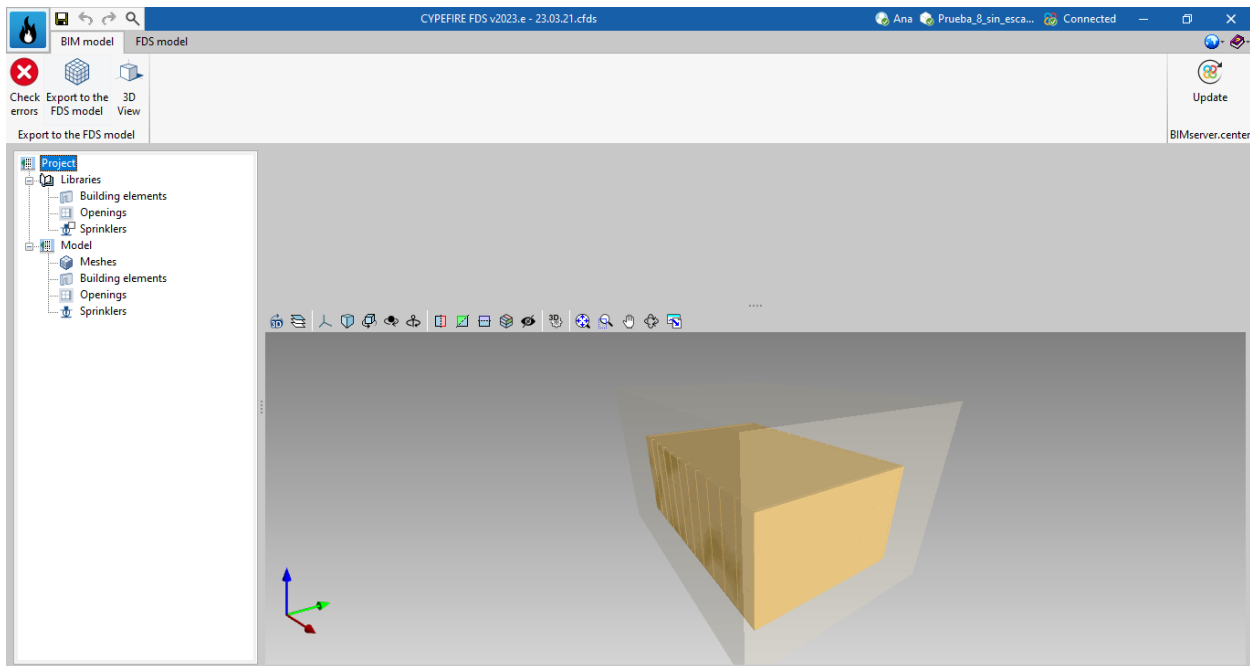 CYPEFIRE FDS v2023.e - 23.03.21.cfds
Ana
Prueba_8_sin_esca...
Connected
BIM model
FDS model
Check errors
Export to the FDS model
3D View
Update
Export to the FDS model
BIMserver.center
Project
Libraries
Building elements
Openings
Sprinklers
Model
Meshes
Building elements
Openings
Sprinklers
3D
3D